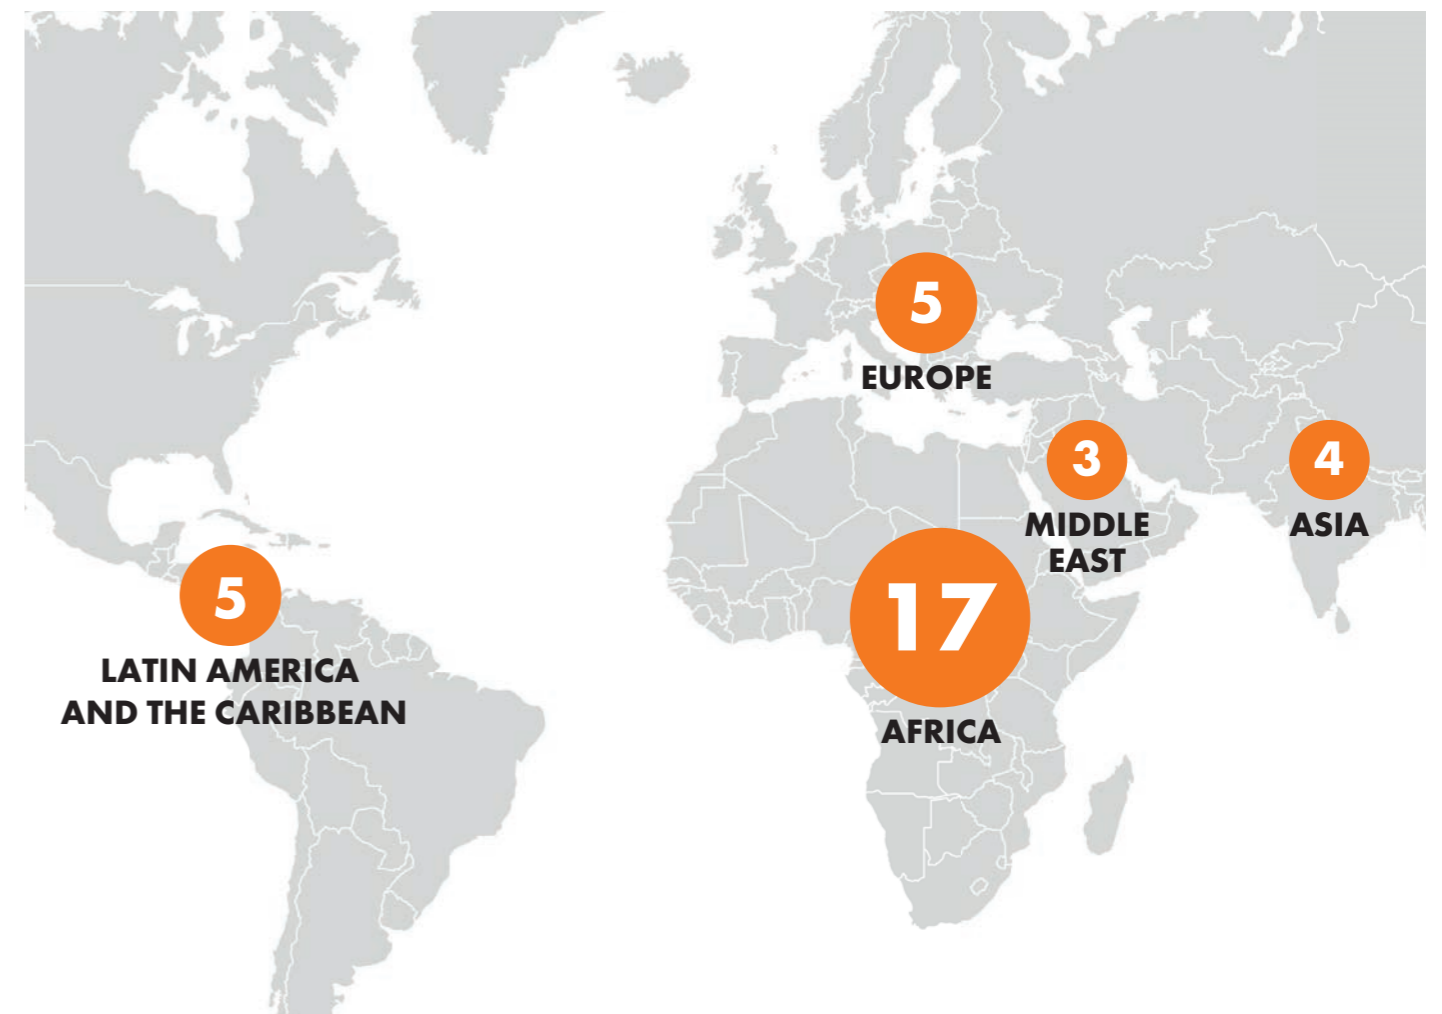 5
EUROPE
3
MIDDLE
EAST
4
ASIA
5
LATIN AMERICA
AND THE CARIBBEAN
17
AFRICA